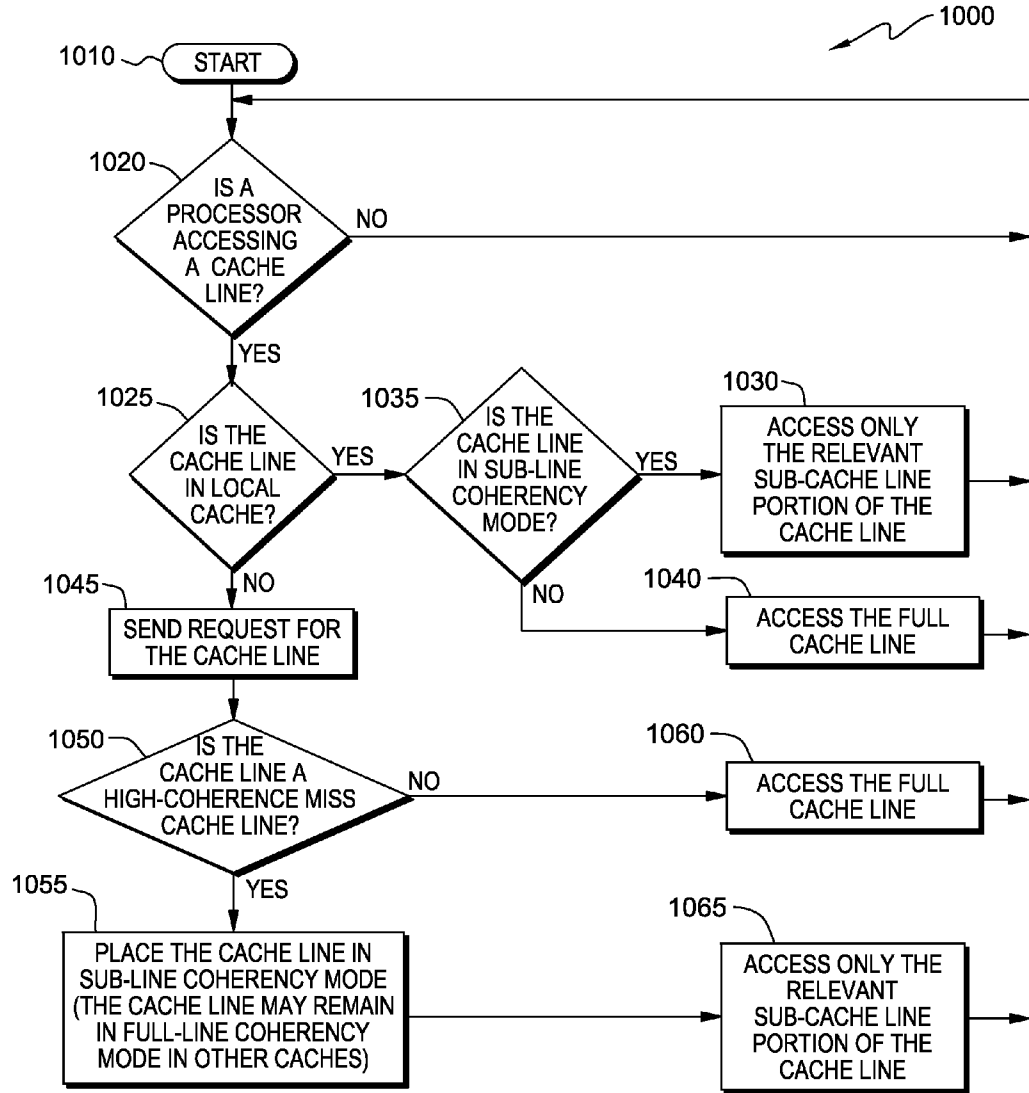 1000
1010
START
1020
IS A
PROCESSOR
ACCESSING
A CACHE
LINE?
NO
YES
1025
IS THE
CACHE LINE
IN LOCAL
CACHE?
YES
1035
IS THE
CACHE LINE
IN SUB-LINE
COHERENCY
MODE?
YES
1030
ACCESS ONLY
THE RELEVANT
SUB-CACHE LINE
PORTION OF THE
CACHE LINE
NO
1040
ACCESS THE FULL
CACHE LINE
NO
1045
SEND REQUEST FOR
THE CACHE LINE
1050
IS THE
CACHE LINE A
HIGH-COHERENCE MISS
CACHE LINE?
NO
1060
ACCESS THE FULL
CACHE LINE
YES
1055
PLACE THE CACHE LINE IN
SUB-LINE COHERENCY MODE
(THE CACHE LINE MAY REMAIN
IN FULL-LINE COHERENCY
MODE IN OTHER CACHES)
1065
ACCESS ONLY THE
RELEVANT
SUB-CACHE LINE
PORTION OF THE
CACHE LINE